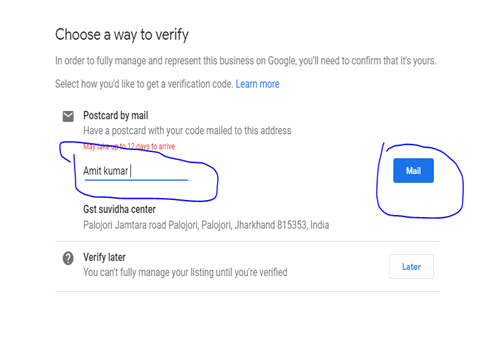 Choose a way to verify
In order to fully manage and represent this business on Google, you'll need to confirm that it's yours.
Select how you'd like to get a verification code. Learn more
Postcard by mail
Have a postcard with your code mailed to this address
May take up to 12 days to arrive
Amit kumar
Mail
Gst suvidha center
Palojori Jamtara road Palojori, Palojori, Jharkhand 815353, India
Verify later
You can't fully manage your listing until you're verified
Later